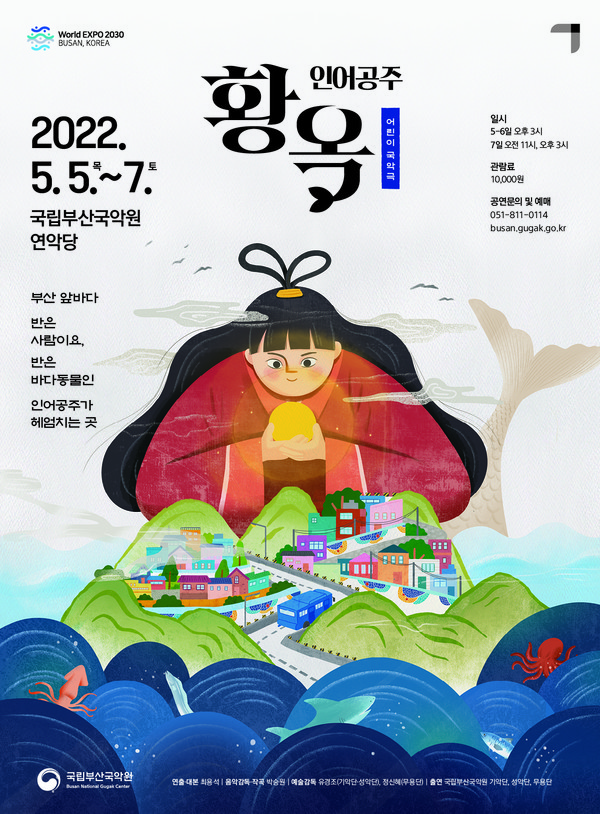 World EXPO 2030
BUSAN, KOREA
인어공주
황옥
어린이 국악극
2022.
5. 5.목~7.토
국립부산국악원
연악당
일시
5-6일 오후 3시
7일 오전 11시, 오후 3시
관람료
10,000원
공연문의 및 예매
051-811-0114
busan.gugak.go.kr
부산 앞바다
반은
사람이요,
반은
바다동물인
인어공주가
헤엄치는 곳
국립부산국악원
Busan National Gugak Center
연출·대본 최용석 | 음악감독·작곡 박승원 | 예술감독 유경조(기악단·성악단), 정신혜(무용단) | 출연 국립부산국악원 기악단, 성악단, 무용단